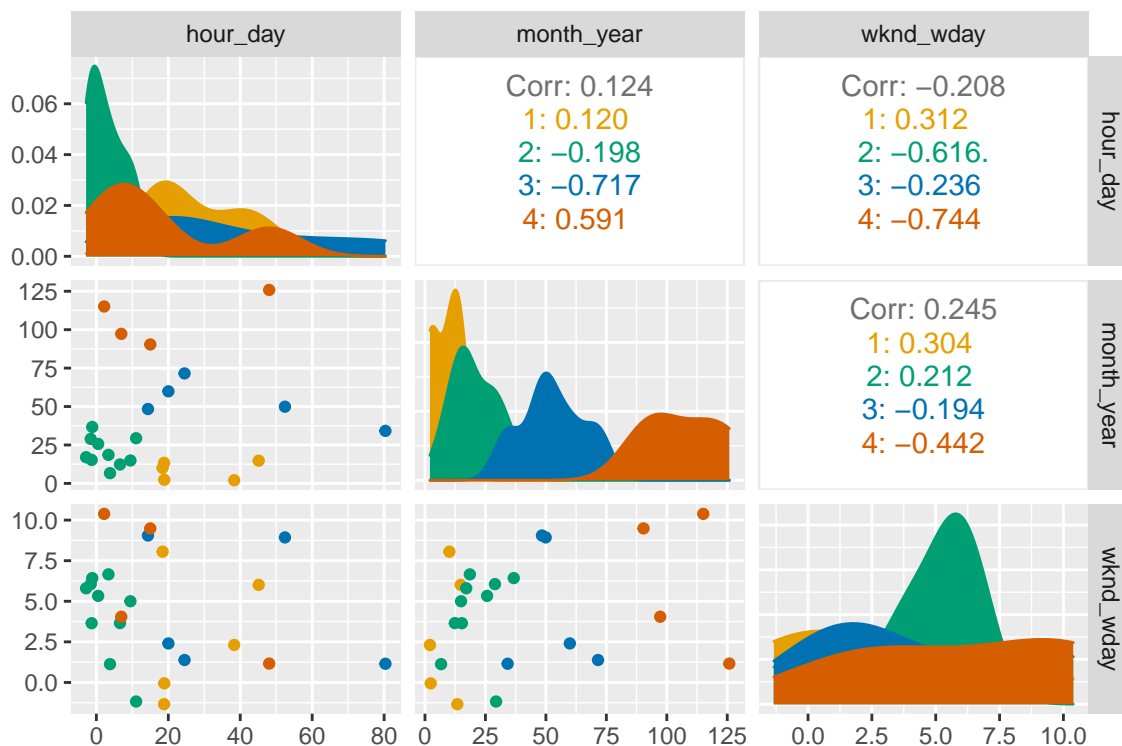 hour_day month_year wknd_wday
0.06
0.04
0.02
0.00
Corr: 0.124
1: 0.120
2: −0.198
3: −0.717
4: 0.591
Corr: −0.208
1: 0.312
2: −0.616.
3: −0.236
4: −0.744
hour_day
125
100
75
50
25
0
Corr: 0.245
1: 0.304
2: 0.212
3: −0.194
4: −0.442
month_year
10.0
7.5
5.0
2.5
0.0
wknd_wday
0 20 40 60 80
0 25 50 75 100 125
0.0 2.5 5.0 7.5 10.0